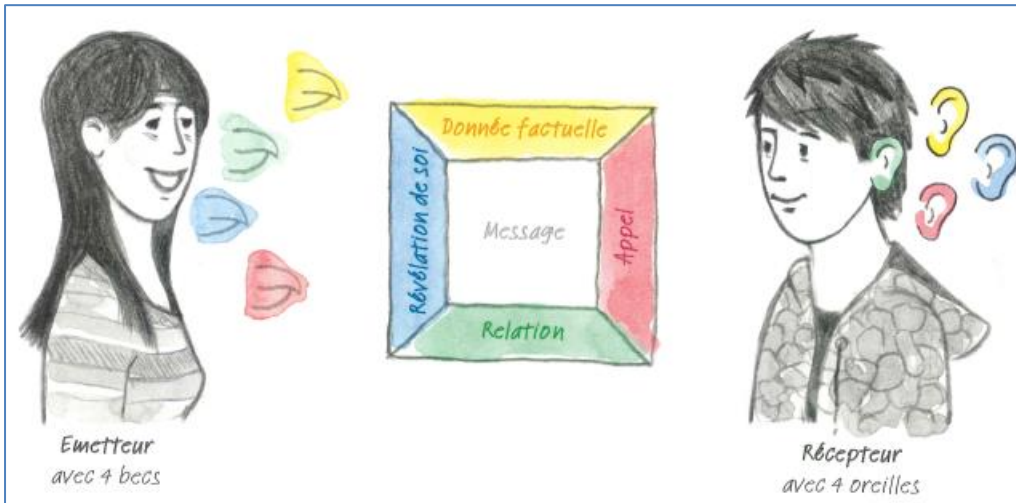 Donnée factuelle
Révélation de soi
Message
Appel
Relation
Emetteur
avec 4 becs
Récepteur
avec 4 oreilles